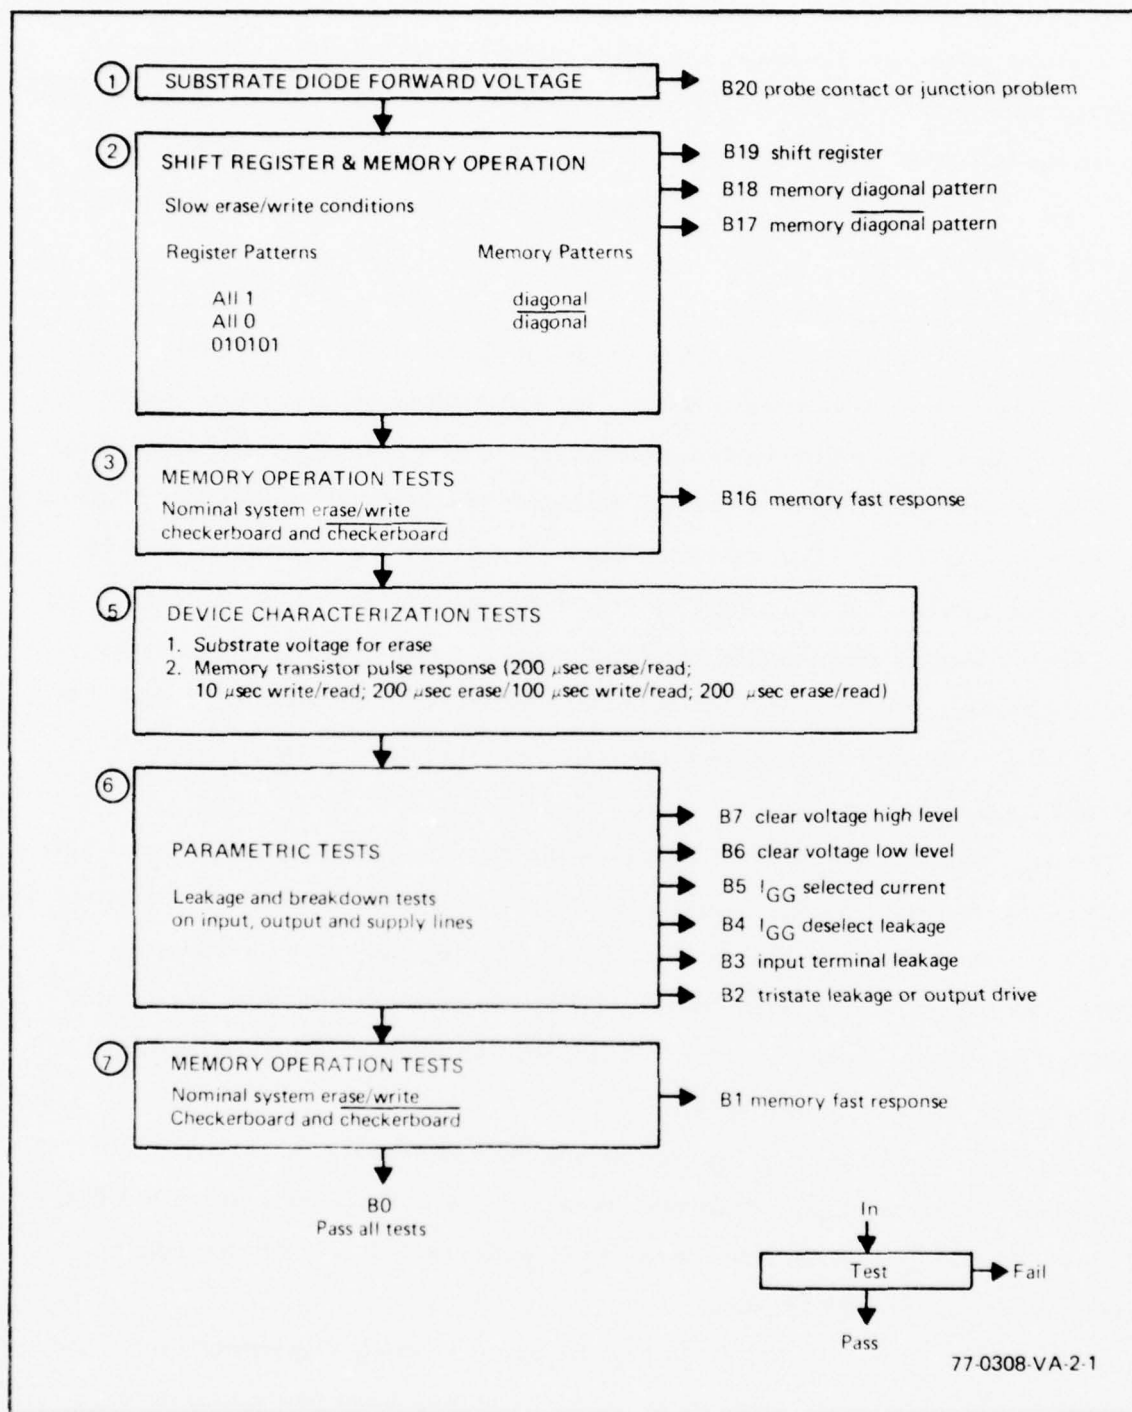 1 SUBSTRATE DIODE FORWARD VOLTAGE
B20 probe contact or junction problem
2 SHIFT REGISTER & MEMORY OPERATION
Slow erase/write conditions
Register Patterns Memory Patterns
All 1 diagonal
All 0 d̅i̅a̅g̅o̅n̅a̅l̅
010101
B19 shift register
B18 memory diagonal pattern
B17 memory d̅i̅a̅g̅o̅n̅a̅l̅ pattern
3 MEMORY OPERATION TESTS
Nominal system erase/write
checkerboard and c̅h̅e̅c̅k̅e̅r̅b̅o̅a̅r̅d̅
B16 memory fast response
5 DEVICE CHARACTERIZATION TESTS
1. Substrate voltage for erase
2. Memory transistor pulse response (200 μsec erase/read;
10 μsec write/read; 200 μsec erase/100 μsec write/read; 200 μsec erase/read)
6 PARAMETRIC TESTS
Leakage and breakdown tests
on input, output and supply lines
B7 clear voltage high level
B6 clear voltage low level
B5 IGG selected current
B4 IGG deselect leakage
B3 input terminal leakage
B2 tristate leakage or output drive
7 MEMORY OPERATION TESTS
Nominal system erase/write
Checkerboard and c̅h̅e̅c̅k̅e̅r̅b̅o̅a̅r̅d̅
B1 memory fast response
B0
Pass all tests
In
Test Fail
Pass
77-0308-VA-2-1